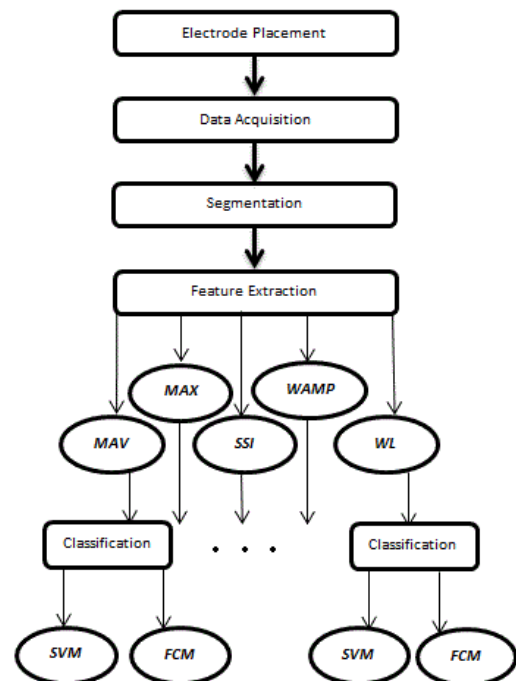 Electrode Placement
Data Acquisition
Segmentation
Feature Extraction
MAX
WAMP
MAV
SSI
WL
Classification
. . .
Classification
SVM
FCM
SVM
FCM